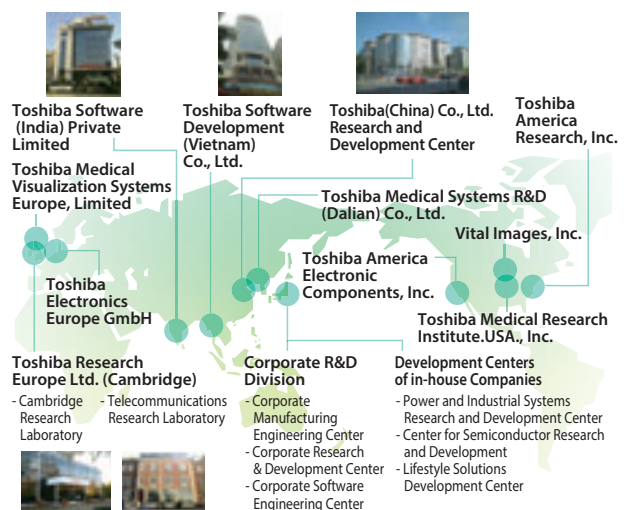 Toshiba Software
(India) Private
Limited
Toshiba Software
Development
(Vietnam)
Co., Ltd.
Toshiba(China) Co., Ltd.
Research and
Development Center
Toshiba
America
Research, Inc.
Toshiba Medical
Visualization Systems
Europe, Limited
Toshiba Medical Systems R&D
(Dalian) Co., Ltd.
Vital Images, Inc.
Toshiba
Electronics
Europe GmbH
Toshiba America
Electronic
Components, Inc.
Toshiba Medical Research
Institute.USA., Inc.
Toshiba Research
Europe Ltd. (Cambridge)
- Cambridge
Research
Laboratory
- Telecommunications
Research Laboratory
Corporate R&D
Division
- Corporate
Manufacturing
Engineering Center
- Corporate Research
& Development Center
- Corporate Software
Engineering Center
Development Centers
of in-house Companies
- Power and Industrial Systems
Research and Development Center
- Center for Semiconductor Research
and Development
- Lifestyle Solutions
Development Center